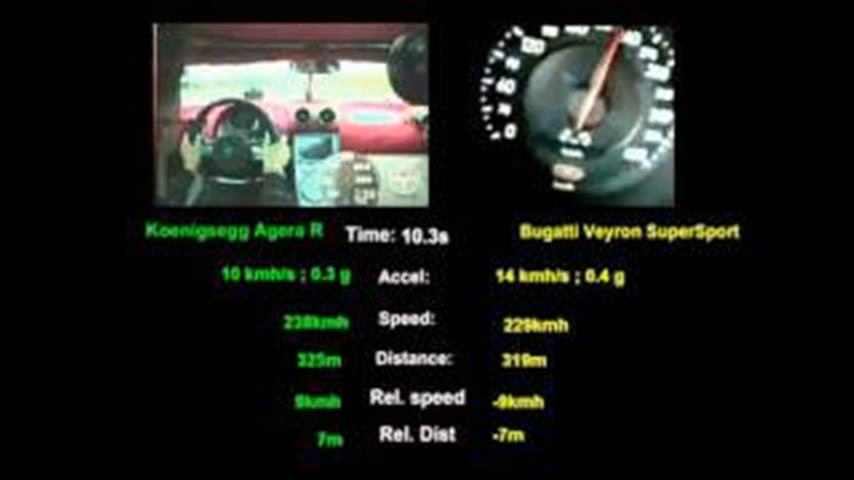 Koenigsegg Agera R Time: 10.3s Bugatti Veyron SuperSport
10 kmh/s ; 0.3 g Accel: 14 kmh/s ; 0.4 g
238kmh Speed: 229kmh
325m Distance: 319m
9kmh Rel. speed -9kmh
7m Rel. Dist -7m